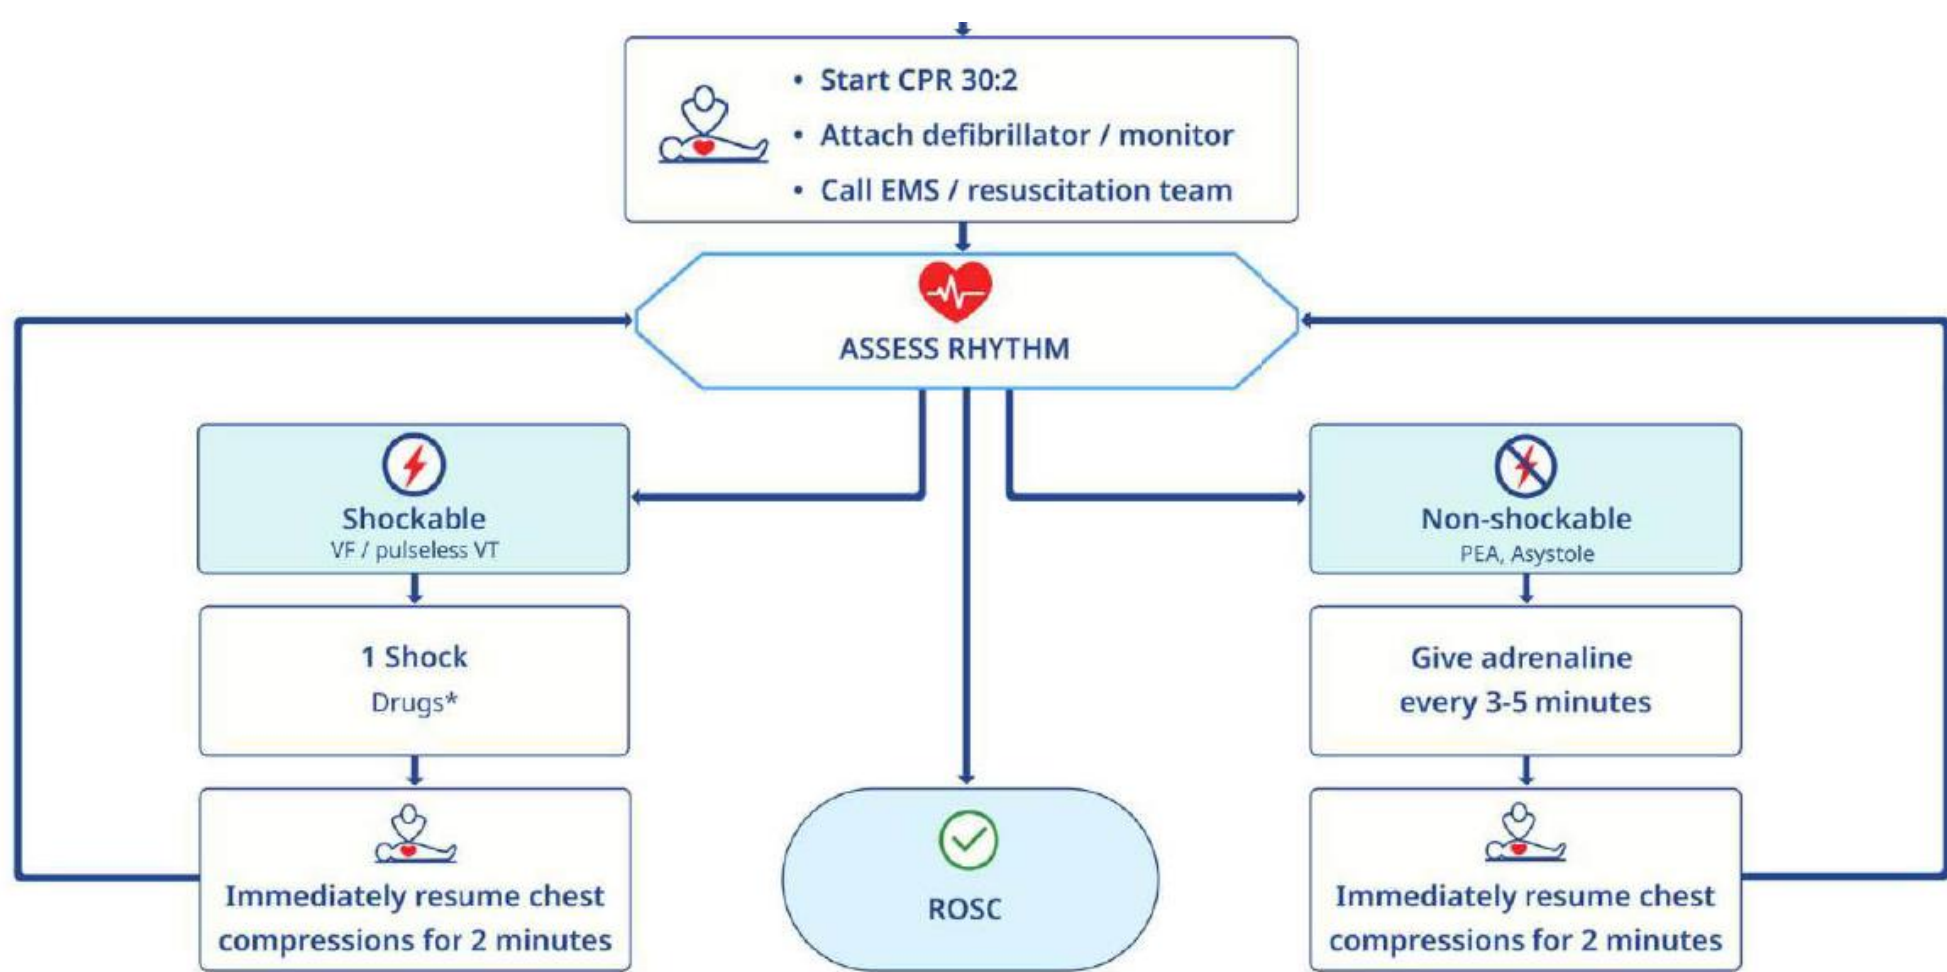 • Start CPR 30:2
• Attach defibrillator / monitor
• Call EMS / resuscitation team
ASSESS RHYTHM
Shockable
VF / pulseless VT
1 Shock
Drugs*
Immediately resume chest
compressions for 2 minutes
ROSC
Non-shockable
PEA, Asystole
Give adrenaline
every 3-5 minutes
Immediately resume chest
compressions for 2 minutes